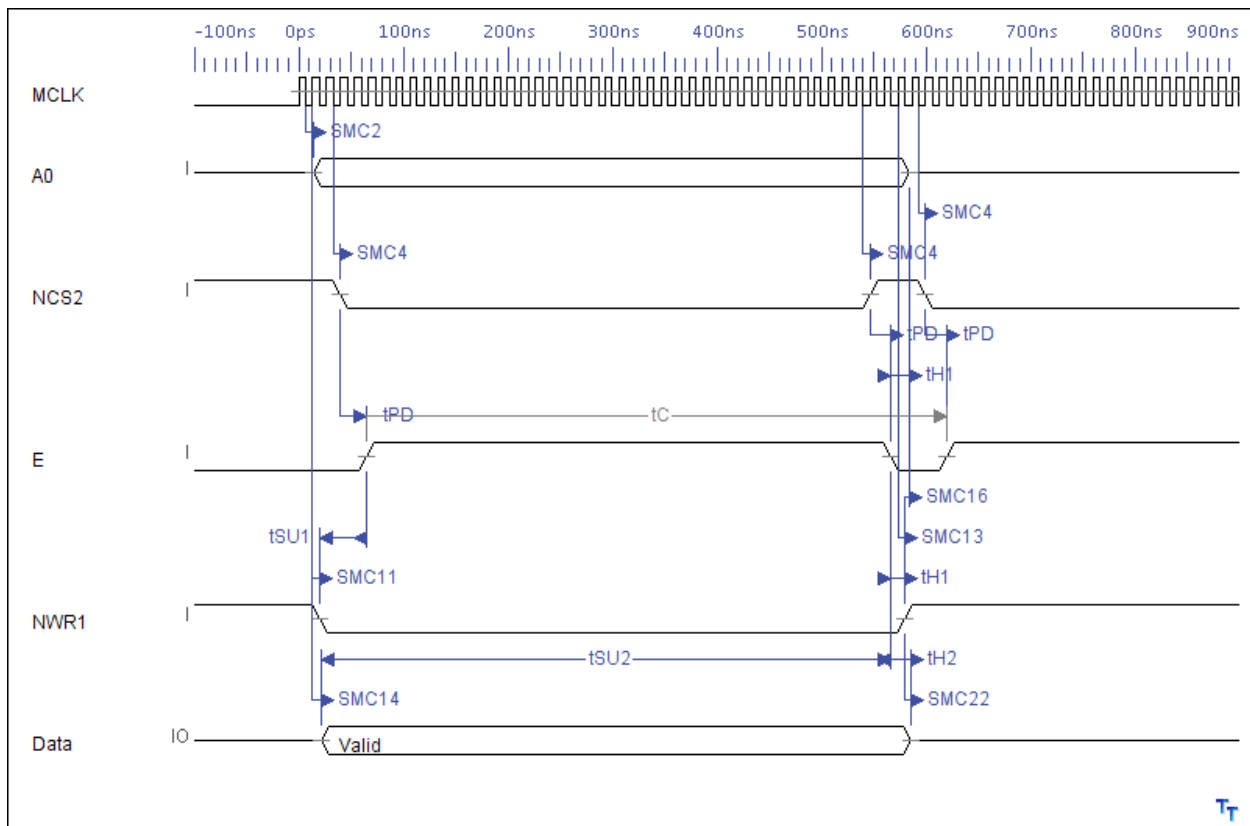 -100ns 0ps 100ns 200ns 300ns 400ns 500ns 600ns 700ns 800ns 900ns
MCLK
SMC2
A0 I
SMC4
SMC4 SMC4
NCS2 I
tPD tPD
tH1
tPD tC
E I
SMC16
tSU1 SMC13
SMC11 tH1
NWR1 I
tSU2 tH2
SMC14 SMC22
Data IO Valid
TT